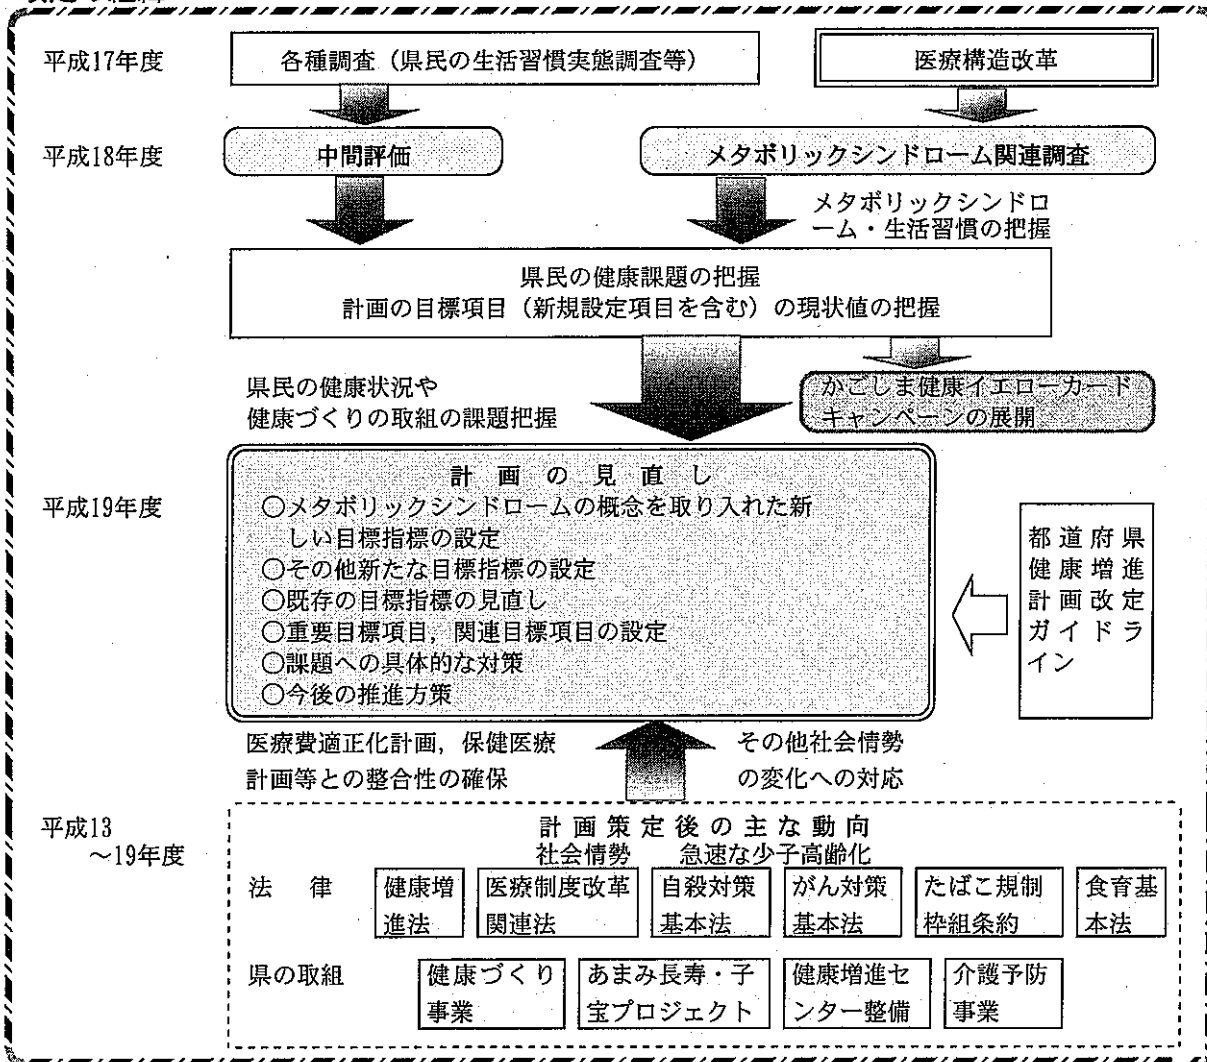 平成17年度
各種調査(県民の生活習慣実態調査等)
医療構造改革
平成18年度
中間評価
メタボリックシンドローム関連調査
メタボリックシンドロ
ーム・生活習慣の把握
県民の健康課題の把握
計画の目標項目(新規設定項目を含む)の現状値の把握
県民の健康状況や
健康づくりの取組の課題把握
かごしま健康イエローカード
キャンペーンの展開
平成19年度
計画の見直し
○メタボリックシンドロームの概念を取り入れた新
しい目標指標の設定
○その他新たな目標指標の設定
○既存の目標指標の見直し
○重要目標項目,関連目標項目の設定
○課題への具体的な対策
○今後の推進方策
都道府県
健康増進
計画改定
ガイドラ
イン
医療費適正化計画,保健医療
計画等との整合性の確保
その他社会情勢
の変化への対応
平成13
~19年度
計画策定後の主な動向
社会情勢 急速な少子高齢化
法律
健康増
進法
医療制度改革
関連法
自殺対策
基本法
がん対策
基本法
たばこ規制
枠組条約
食育基
本法
県の取組
健康づくり
事業
あまみ長寿・子
宝プロジェクト
健康増進セ
ンター整備
介護予防
事業